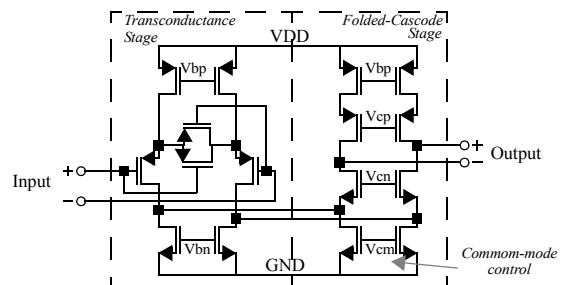 Transconductance
Stage
Folded-Cascode
Stage
VDD
Vbp
Vbp
Vcp
+
−
Output
Input
+
−
Vcn
Vbn
Vcm
GND
Commom-mode
control